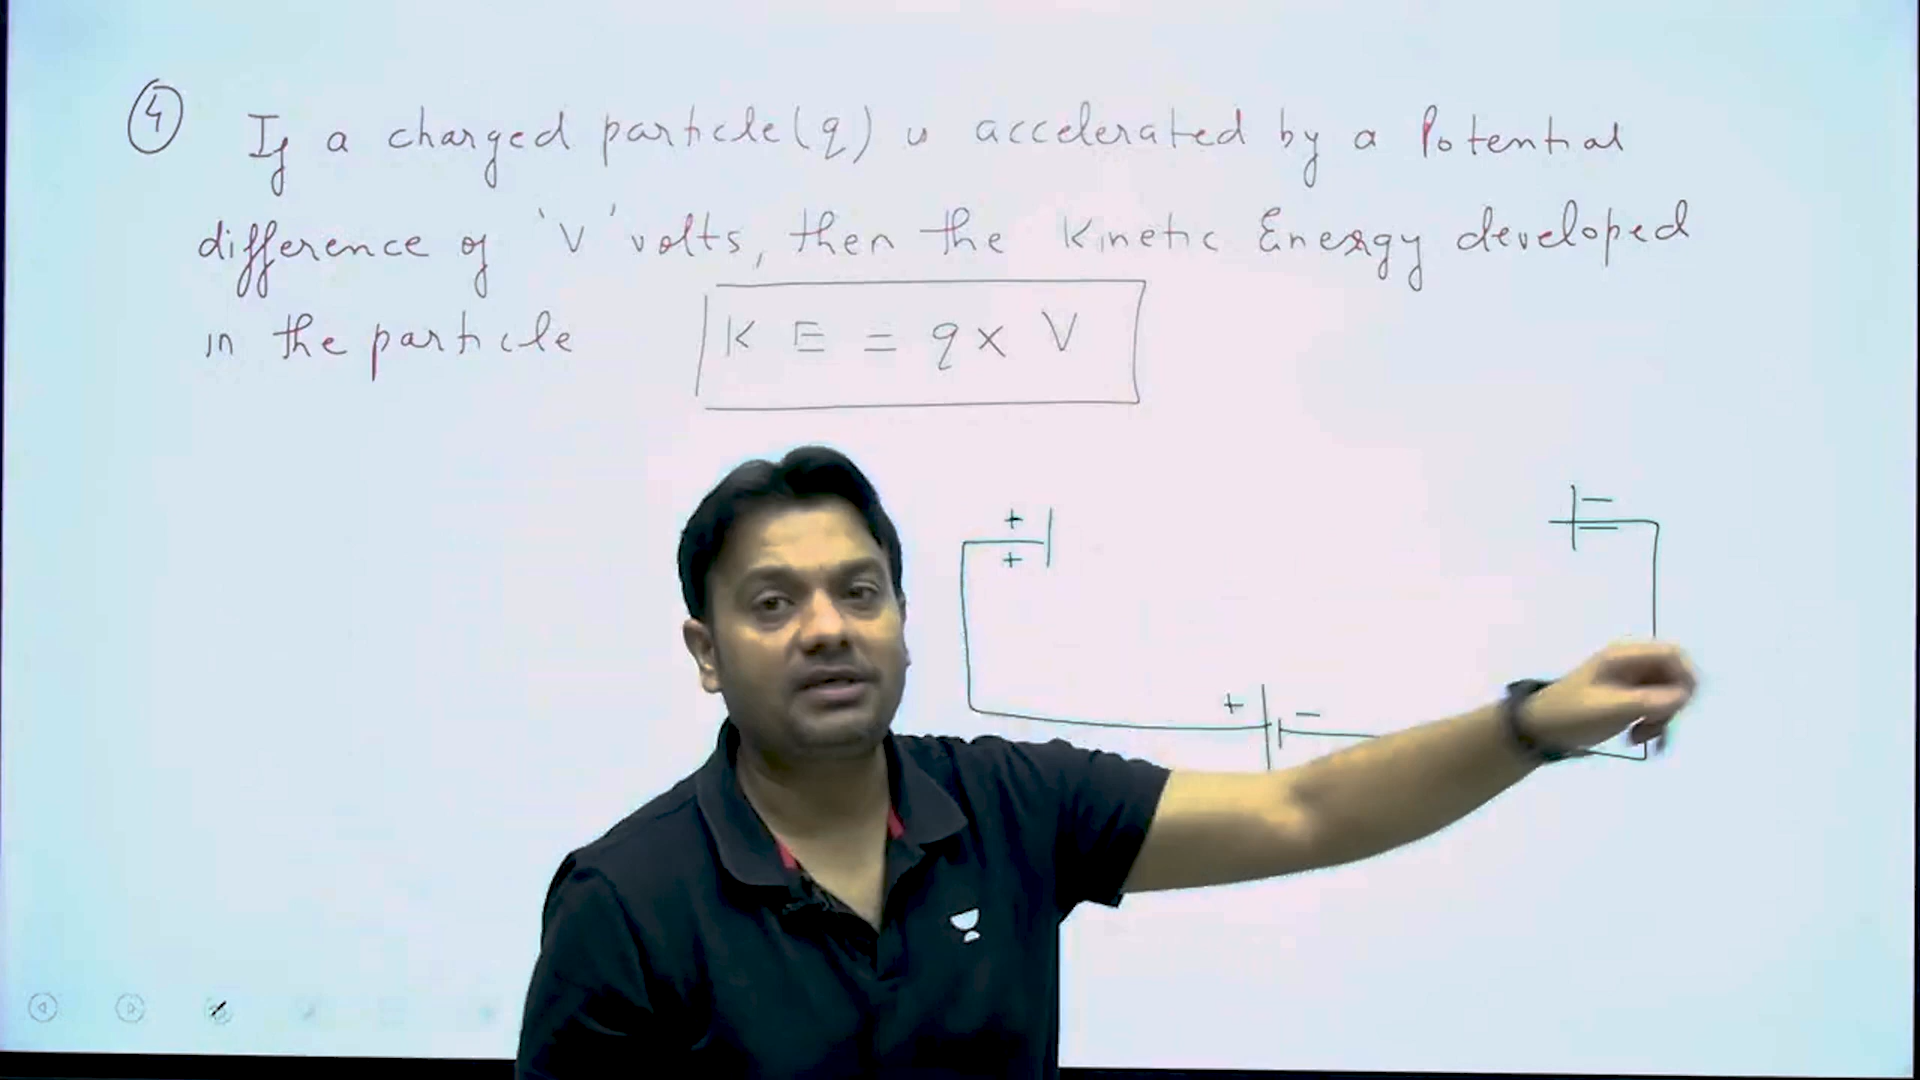 4 If a charged particle (q) is accelerated by a Potential
difference of 'V' volts, then the Kinetic Energy developed
in the particle
K E = q x V
+ –
+
+ –